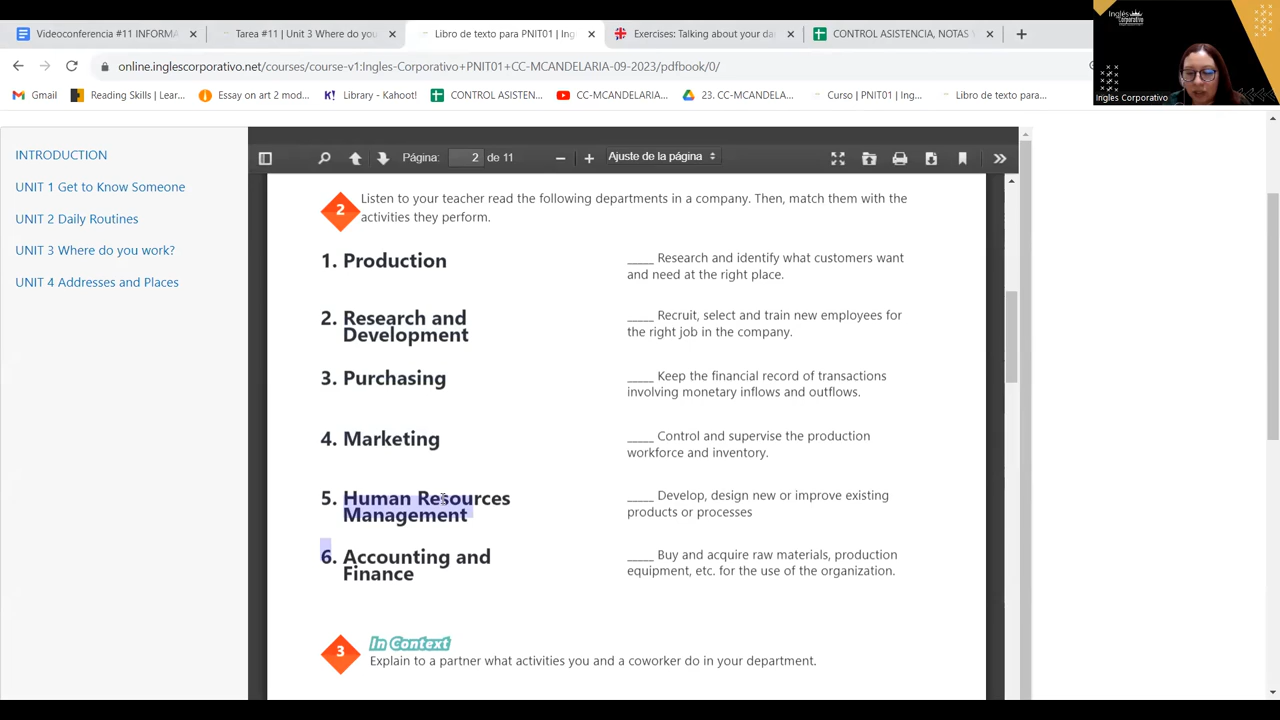 Videoconferencia #11 INFORMA
Tarea #11 | Unit 3 Where do you
Libro de texto para PNIT01 | Ing
Exercises: Talking about your da
CONTROL ASISTENCIA, NOTAS
online.inglescorporativo.net/courses/course-v1:Ingles-Corporativo+PNIT01+CC-MCANDELARIA-09-2023/pdfbook/0/
Gmail
Reading Skills | Lear...
Essay on art 2 mod...
Library - Kahoot
CONTROL ASISTEN...
CC-MCANDELARIA...
23. CC-MCANDELA...
Curso | PNIT01 | Ing...
Libro de texto para...
Inglés
Corporativo
Ingles Corporativo
INTRODUCTION
UNIT 1 Get to Know Someone
UNIT 2 Daily Routines
UNIT 3 Where do you work?
UNIT 4 Addresses and Places
Página:
2
de 11
Ajuste de la página
2
Listen to your teacher read the following departments in a company. Then, match them with the
activities they perform.
1. Production
_____ Research and identify what customers want
and need at the right place.
2. Research and
Development
_____ Recruit, select and train new employees for
the right job in the company.
3. Purchasing
_____ Keep the financial record of transactions
involving monetary inflows and outflows.
4. Marketing
_____ Control and supervise the production
workforce and inventory.
5. Human Resources
Management
_____ Develop, design new or improve existing
products or processes
6. Accounting and
Finance
_____ Buy and acquire raw materials, production
equipment, etc. for the use of the organization.
3
In Context
Explain to a partner what activities you and a coworker do in your department.